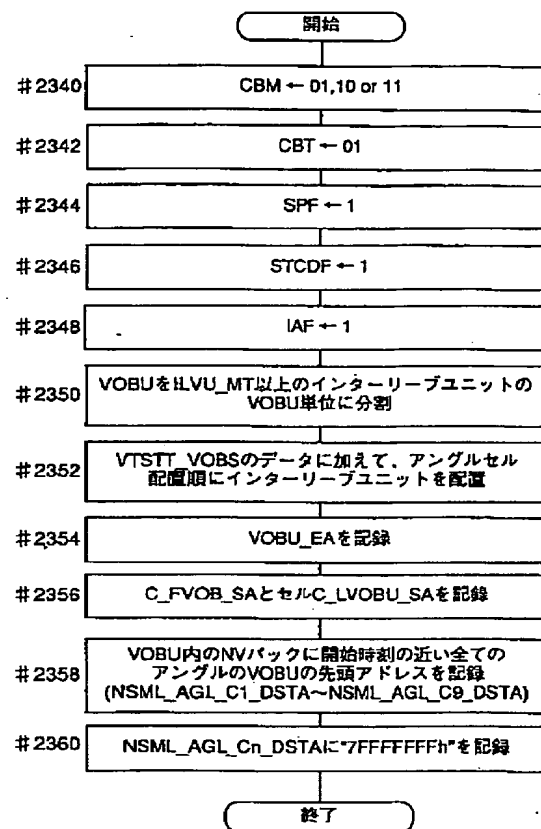 開始
#2340
CBM ← 01,10 or 11
#2342
CBT ← 01
#2344
SPF ← 1
#2346
STCDF ← 1
#2348
IAF ← 1
#2350
VOBUをILVU_MT以上のインターリーブユニットの
VOBU単位に分割
#2352
VTSTT_VOBSのデータに加えて、アングルセル
配置順にインターリーブユニットを配置
#2354
VOBU_EAを記録
#2356
C_FVOB_SAとセルC_LVOBU_SAを記録
#2358
VOBU内のNVパックに開始時刻の近い全ての
アングルのVOBUの先頭アドレスを記録
(NSML_AGL_C1_DSTA～NSML_AGL_C9_DSTA)
#2360
NSML_AGL_Cn_DSTAに"7FFFFFFFh"を記録
終了